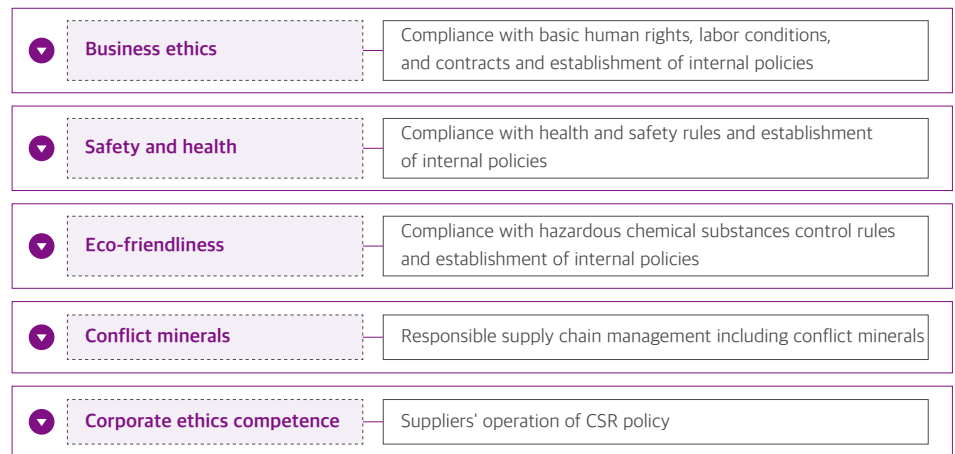 Business ethics
Compliance with basic human rights, labor conditions,
and contracts and establishment of internal policies
Safety and health
Compliance with health and safety rules and establishment
of internal policies
Eco-friendliness
Compliance with hazardous chemical substances control rules
and establishment of internal policies
Conflict minerals
Responsible supply chain management including conflict minerals
Corporate ethics competence
Suppliers' operation of CSR policy